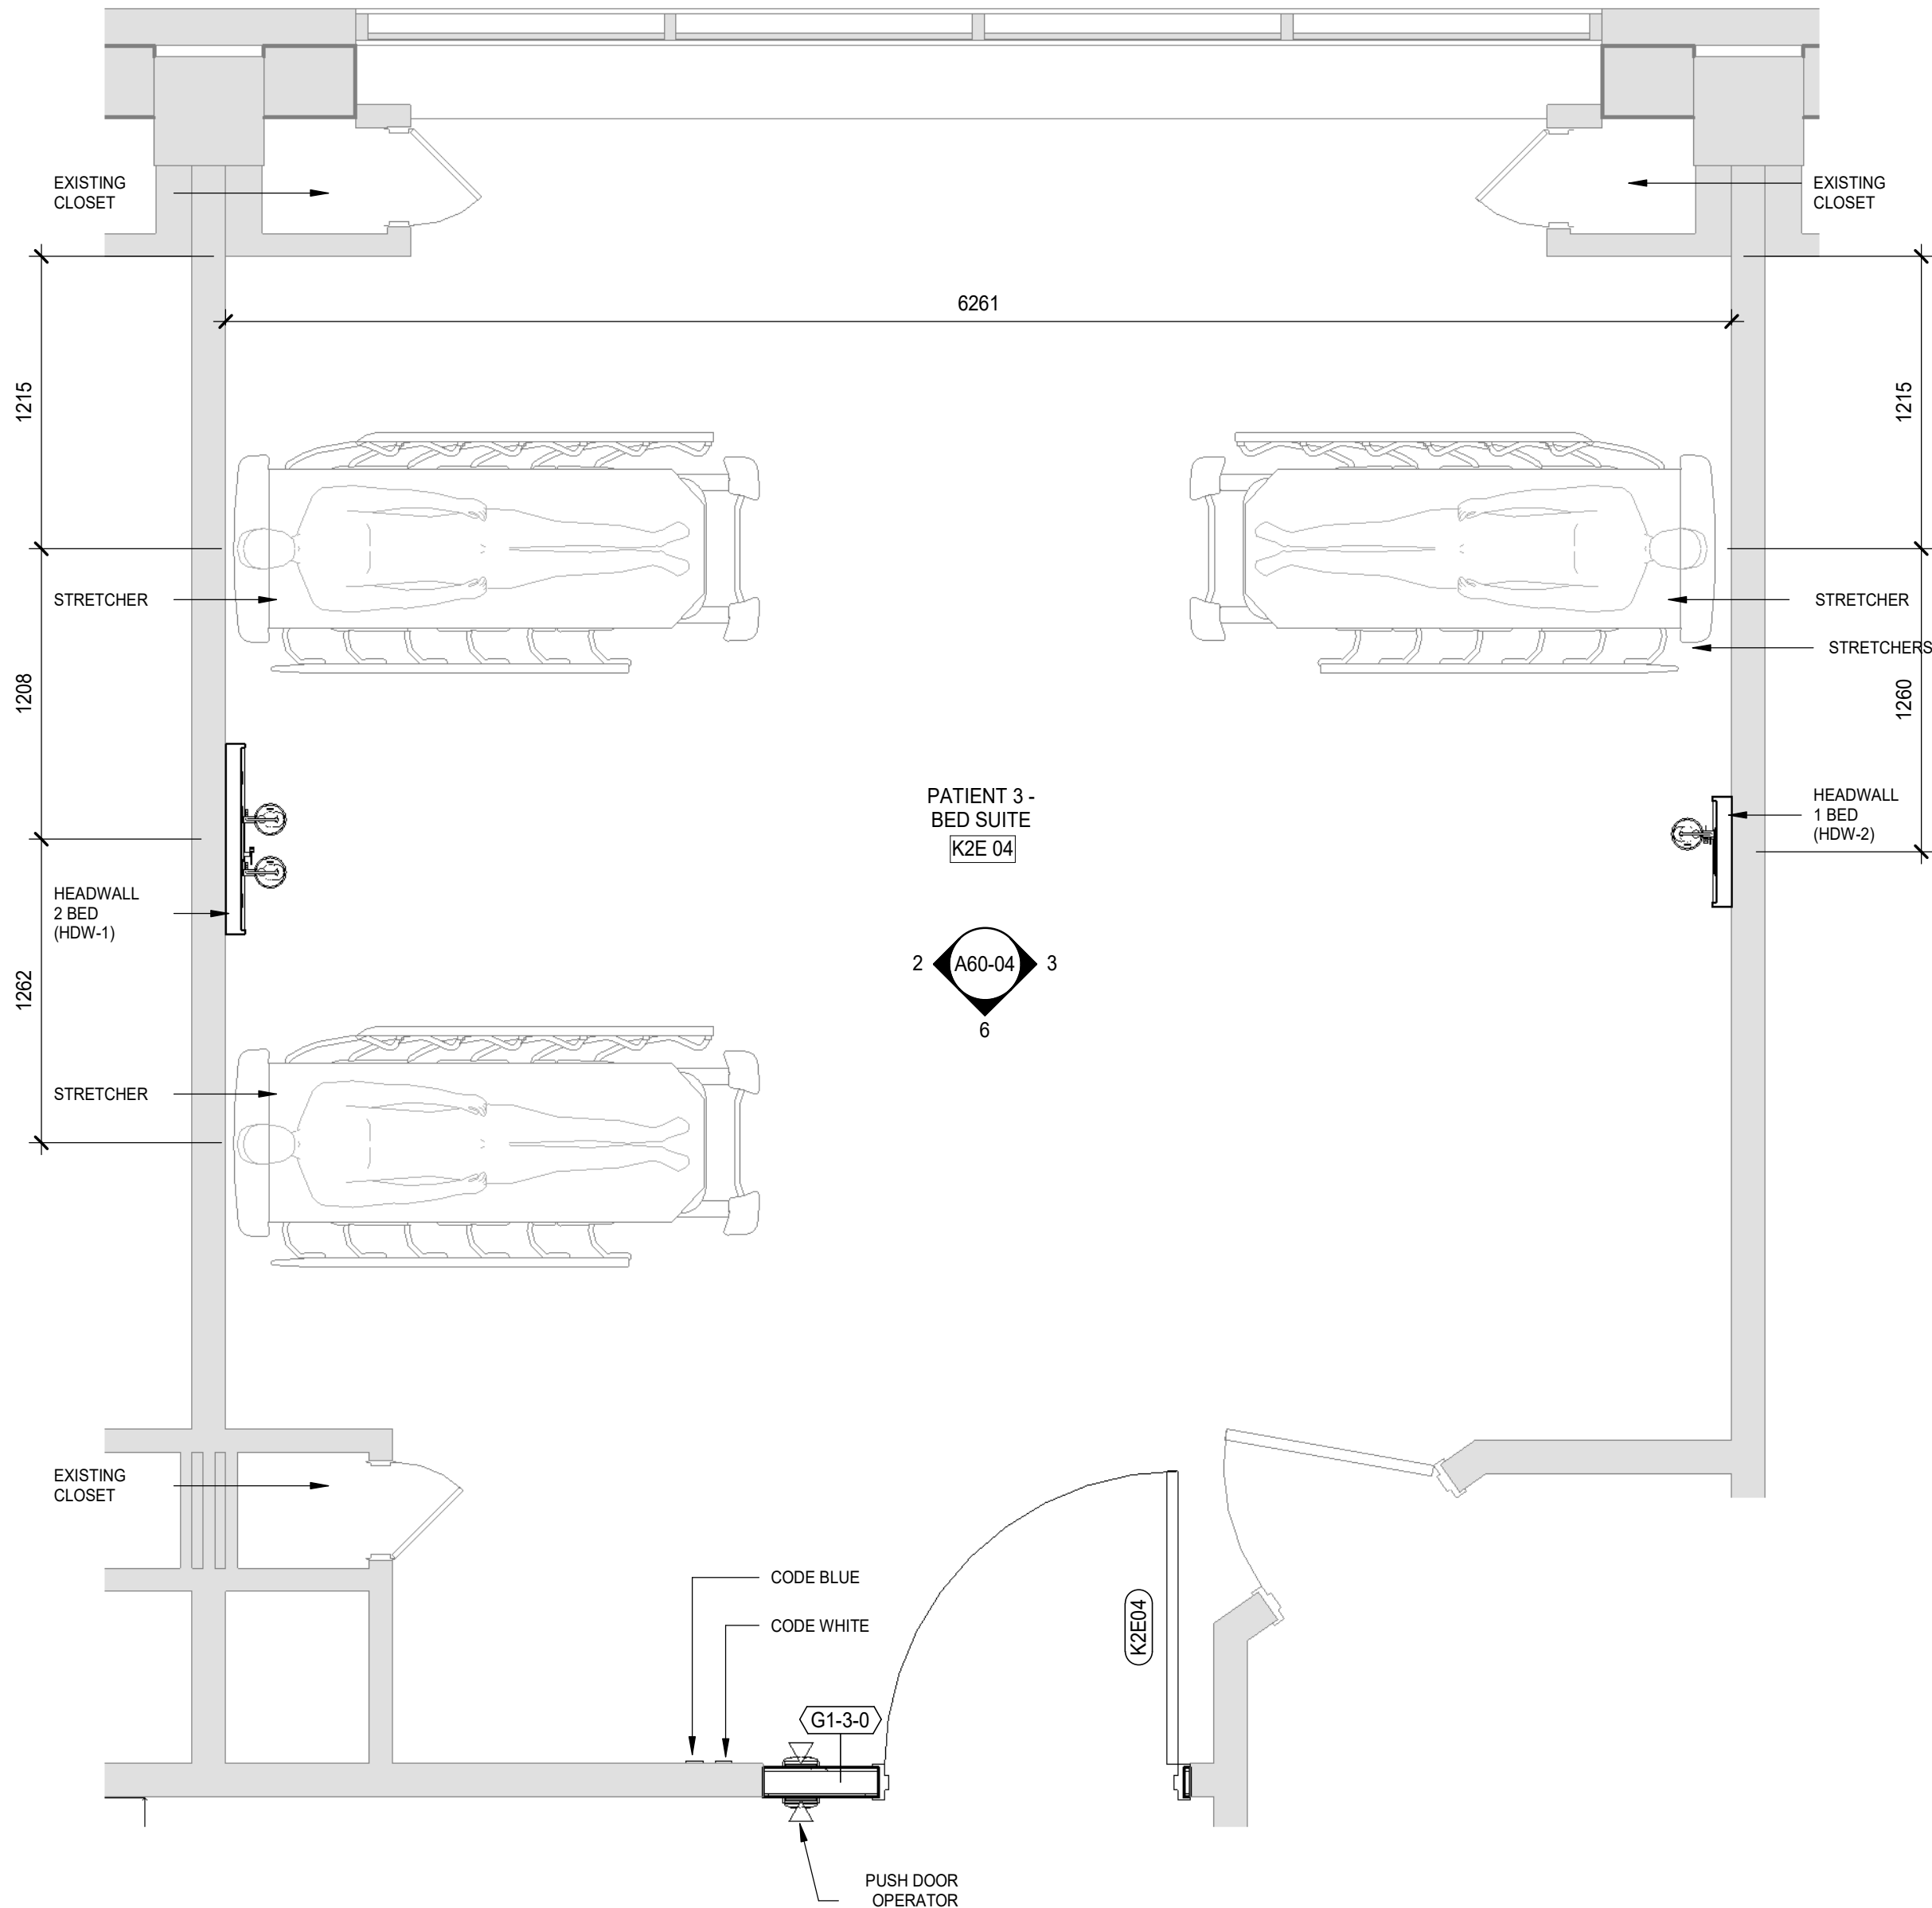 EXISTING
CLOSET
EXISTING
CLOSET
6261
1215
1215
STRETCHER
STRETCHER
STRETCHERS
1208
1260
PATIENT 3 -
BED SUITE
K2E 04
HEADWALL
1 BED
(HDW-2)
HEADWALL
2 BED
(HDW-1)
2
A60-04
3
6
1262
STRETCHER
EXISTING
CLOSET
CODE BLUE
CODE WHITE
K2E04
G1-3-0
PUSH DOOR
OPERATOR